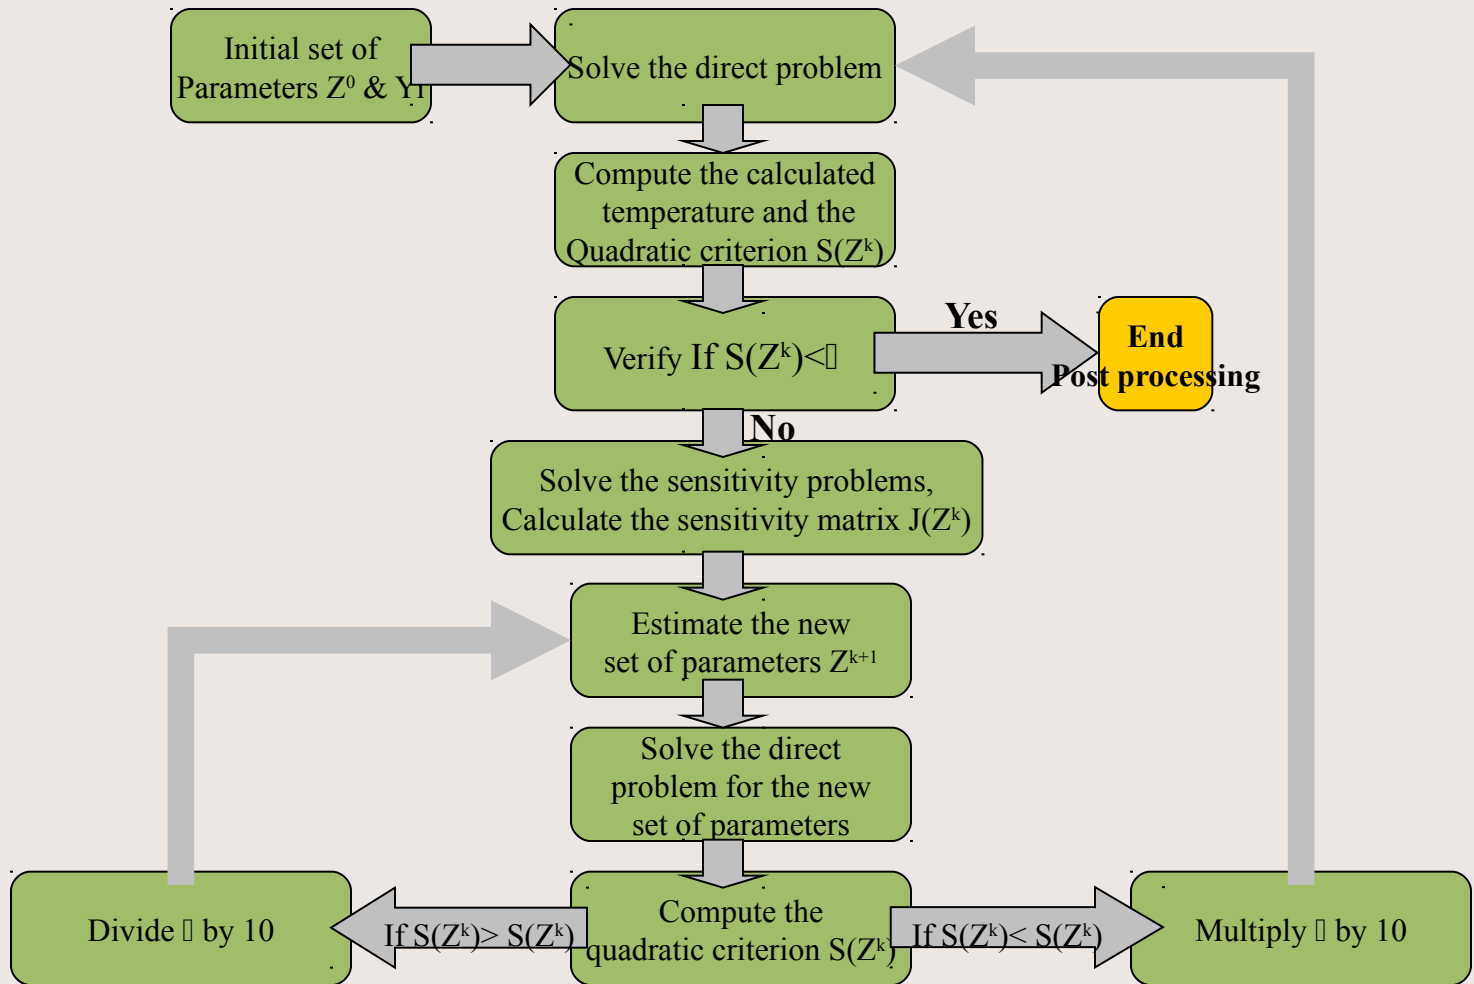 Initial set of
Parameters Z⁰ & Yi
Solve the direct problem
Compute the calculated
temperature and the
Quadratic criterion S(Zᵏ)
Verify If S(Zᵏ)<▯
Yes
End
Post processing
No
Solve the sensitivity problems,
Calculate the sensitivity matrix J(Zᵏ)
Estimate the new
set of parameters Zᵏ⁺¹
Solve the direct
problem for the new
set of parameters
Divide ▯ by 10
If S(Zᵏ)> S(Zᵏ)
Compute the
quadratic criterion S(Zᵏ)
If S(Zᵏ)< S(Zᵏ)
Multiply ▯ by 10